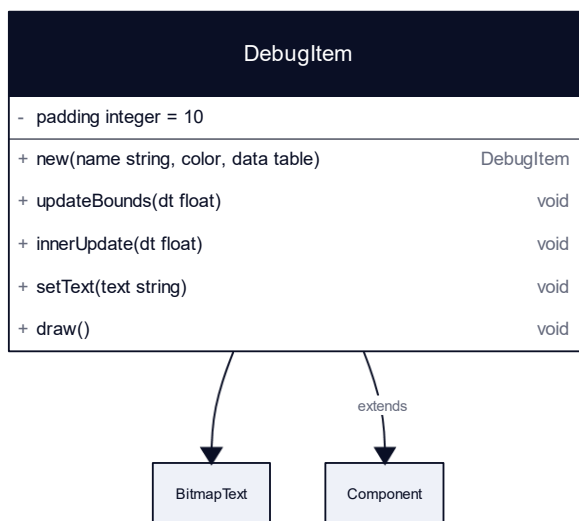 DebugItem
- padding integer = 10
+ new(name string, color, data table) DebugItem
+ updateBounds(dt float) void
+ innerUpdate(dt float) void
+ setText(text string) void
+ draw() void
extends
BitmapText Component